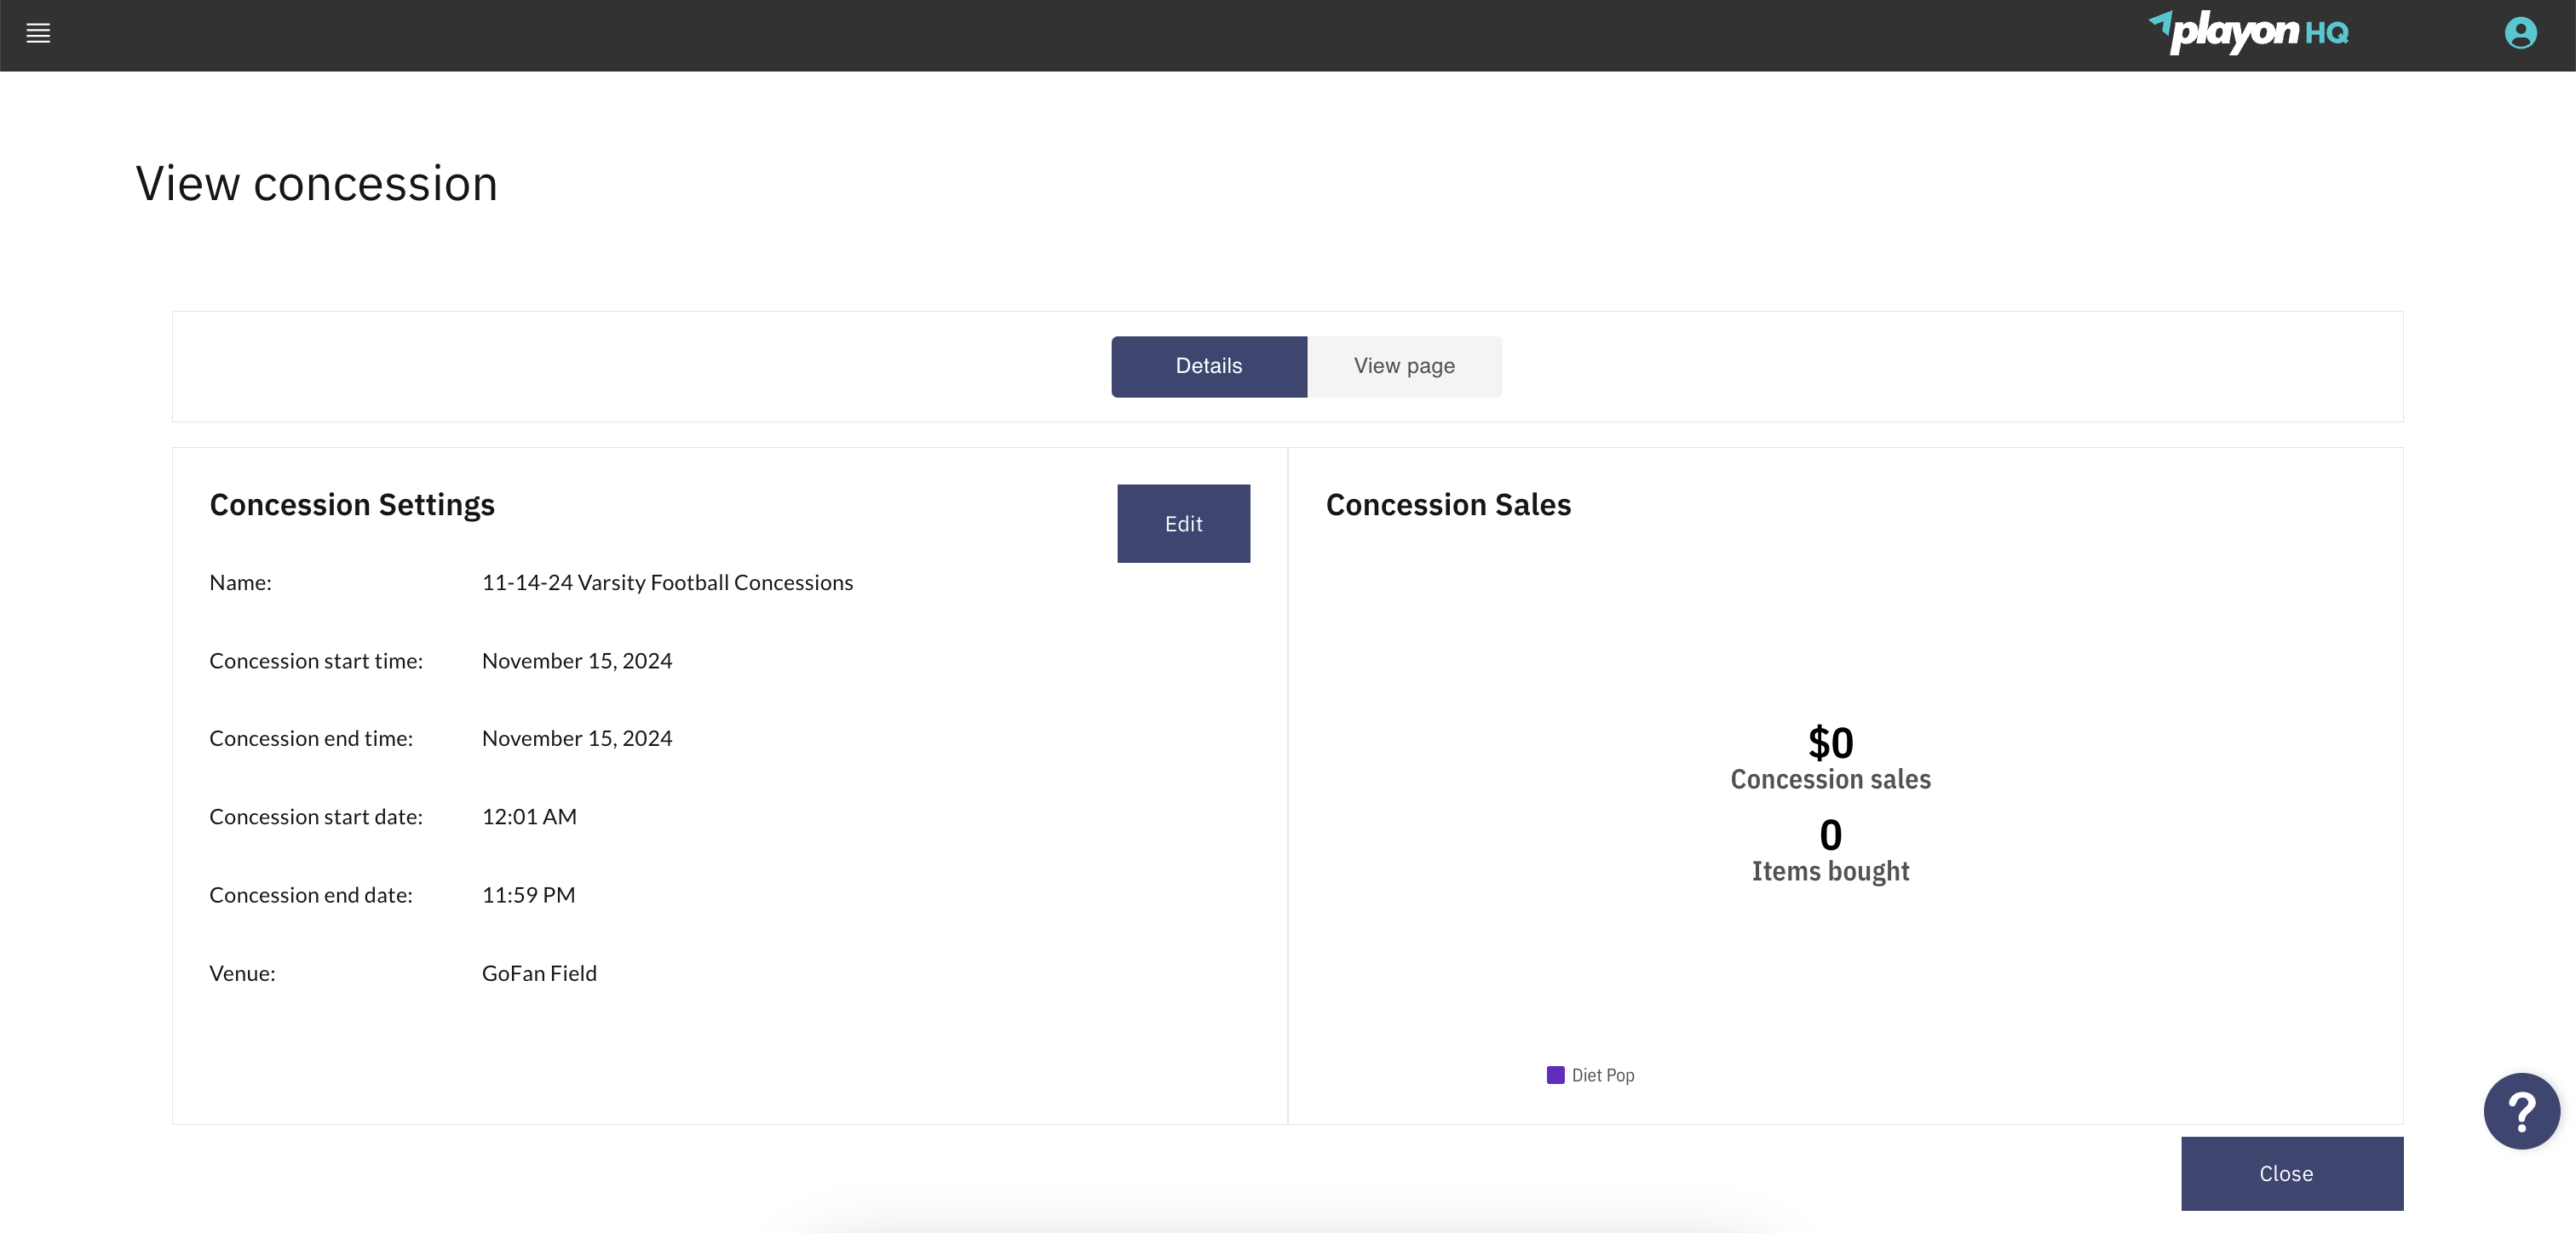 playon HQ
View concession
Details
View page
Concession Settings
Edit
Name: 11-14-24 Varsity Football Concessions
Concession start time: November 15, 2024
Concession end time: November 15, 2024
Concession start date: 12:01 AM
Concession end date: 11:59 PM
Venue: GoFan Field
Concession Sales
$0
Concession sales
0
Items bought
Diet Pop
?
Close